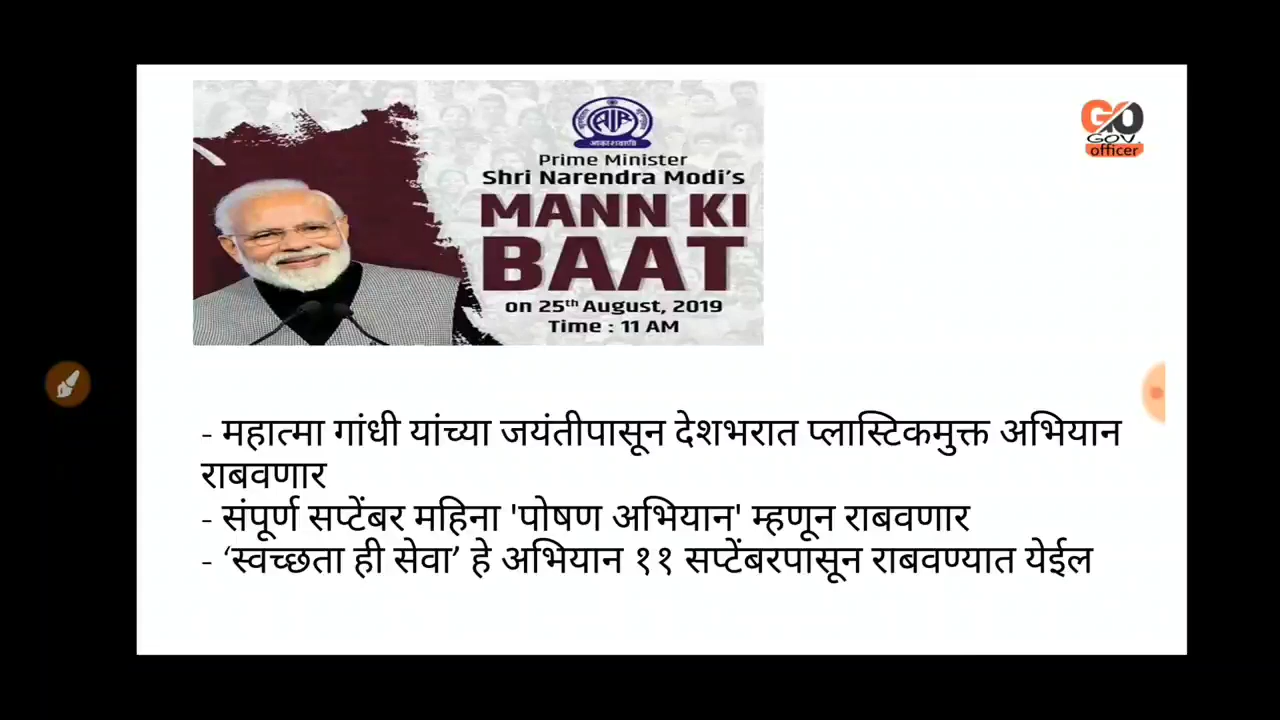 AIR
आकाशवाणी
Prime Minister
Shri Narendra Modi's
MANN KI
BAAT
on 25th August, 2019
Time : 11 AM
GO
GOV.
officer
- महात्मा गांधी यांच्या जयंतीपासून देशभरात प्लास्टिकमुक्त अभियान
राबवणार
- संपूर्ण सप्टेंबर महिना 'पोषण अभियान' म्हणून राबवणार
- ‘स्वच्छता ही सेवा’ हे अभियान ११ सप्टेंबरपासून राबवण्यात येईल